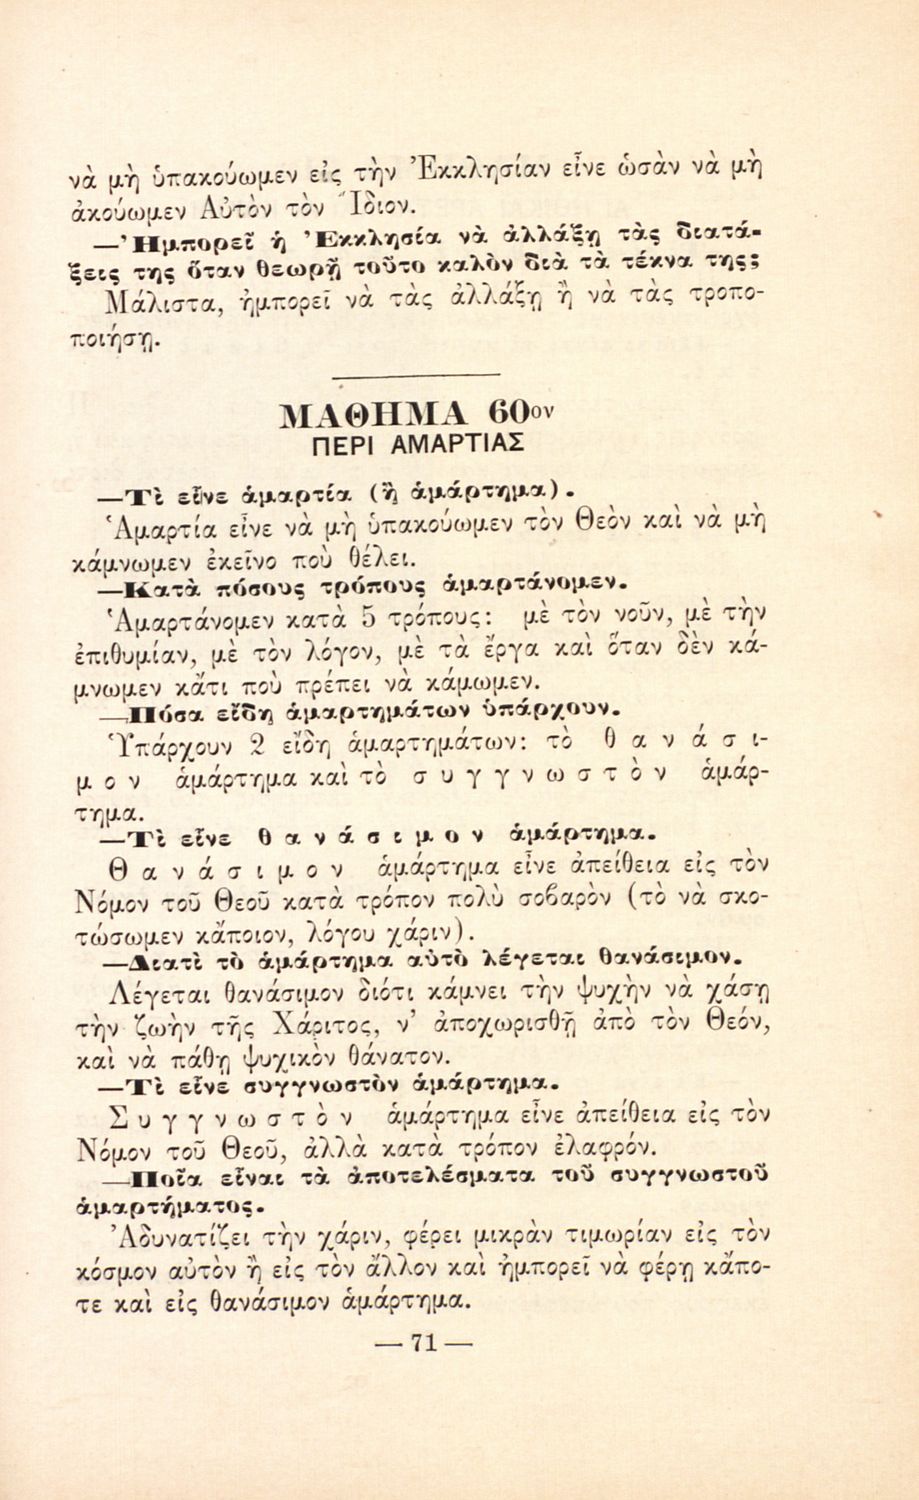 νὰ μὴ ὑπακούωμεν εἰς τὴν Ἐκκλησίαν εἶνε ὡσὰν νὰ μὴ
ἀκούωμεν Αὐτὸν τὸν Ἴδιον.
—Ἠμπορεῖ ἡ Ἐκκλησία νὰ ἀλλάξῃ τὰς διατά-
ξεις της ὅταν θεωρῇ τοῦτο καλὸν διὰ τὰ τέκνα της;
Μάλιστα, ἠμπορεῖ νὰ τὰς ἀλλάξῃ ἢ νὰ τὰς τροπο-
ποιήσῃ.
ΜΑΘΗΜΑ 60ον
ΠΕΡΙ ΑΜΑΡΤΙΑΣ
—Τὶ εἶνε ἁμαρτία (ἢ ἁμάρτημα).
Ἁμαρτία εἶνε νὰ μὴ ὑπακούωμεν τὸν Θεὸν καὶ νὰ μὴ
κάμνωμεν ἐκεῖνο ποὺ θέλει.
—Κατὰ πόσους τρόπους ἁμαρτάνομεν.
Ἁμαρτάνομεν κατὰ 5 τρόπους: μὲ τὸν νοῦν, μὲ τὴν
ἐπιθυμίαν, μὲ τὸν λόγον, μὲ τὰ ἔργα καὶ ὅταν δὲν κά-
μνωμεν κἄτι ποὺ πρέπει νὰ κάμωμεν.
—Πόσα εἴδη ἁμαρτημάτων ὑπάρχουν.
Ὑπάρχουν 2 εἴδη ἁμαρτημάτων: τὸ θ α ν ά σ ι-
μ ο ν ἁμάρτημα καὶ τὸ σ υ γ γ ν ω σ τ ὸ ν ἁμάρ-
τημα.
—Τὶ εἶνε θ α ν ά σ ι μ ο ν ἁμάρτημα.
Θ α ν ά σ ι μ ο ν ἁμάρτημα εἶνε ἀπείθεια εἰς τὸν
Νόμον τοῦ Θεοῦ κατὰ τρόπον πολὺ σοβαρὸν (τὸ νὰ σκο-
τώσωμεν κἄποιον, λόγου χάριν).
—Διατὶ τὸ ἁμάρτημα αὐτὸ λέγεται θανάσιμον.
Λέγεται θανάσιμον διότι κάμνει τὴν ψυχὴν νὰ χάσῃ
τὴν ζωὴν τῆς Χάριτος, ν' ἀποχωρισθῇ ἀπὸ τὸν Θεόν,
καὶ νὰ πάθῃ ψυχικὸν θάνατον.
—Τὶ εἶνε συγγνωστὸν ἁμάρτημα.
Σ υ γ γ ν ω σ τ ὸ ν ἁμάρτημα εἶνε ἀπείθεια εἰς τὸν
Νόμον τοῦ Θεοῦ, ἀλλὰ κατὰ τρόπον ἐλαφρόν.
—Ποῖα εἶναι τὰ ἀποτελέσματα τοῦ συγγνωστοῦ
ἁμαρτήματος.
Ἀδυνατίζει τὴν χάριν, φέρει μικρὰν τιμωρίαν εἰς τὸν
κόσμον αὐτὸν ἢ εἰς τὸν ἄλλον καὶ ἠμπορεῖ νὰ φέρῃ κἄπο-
τε καὶ εἰς θανάσιμον ἁμάρτημα.
— 71 —